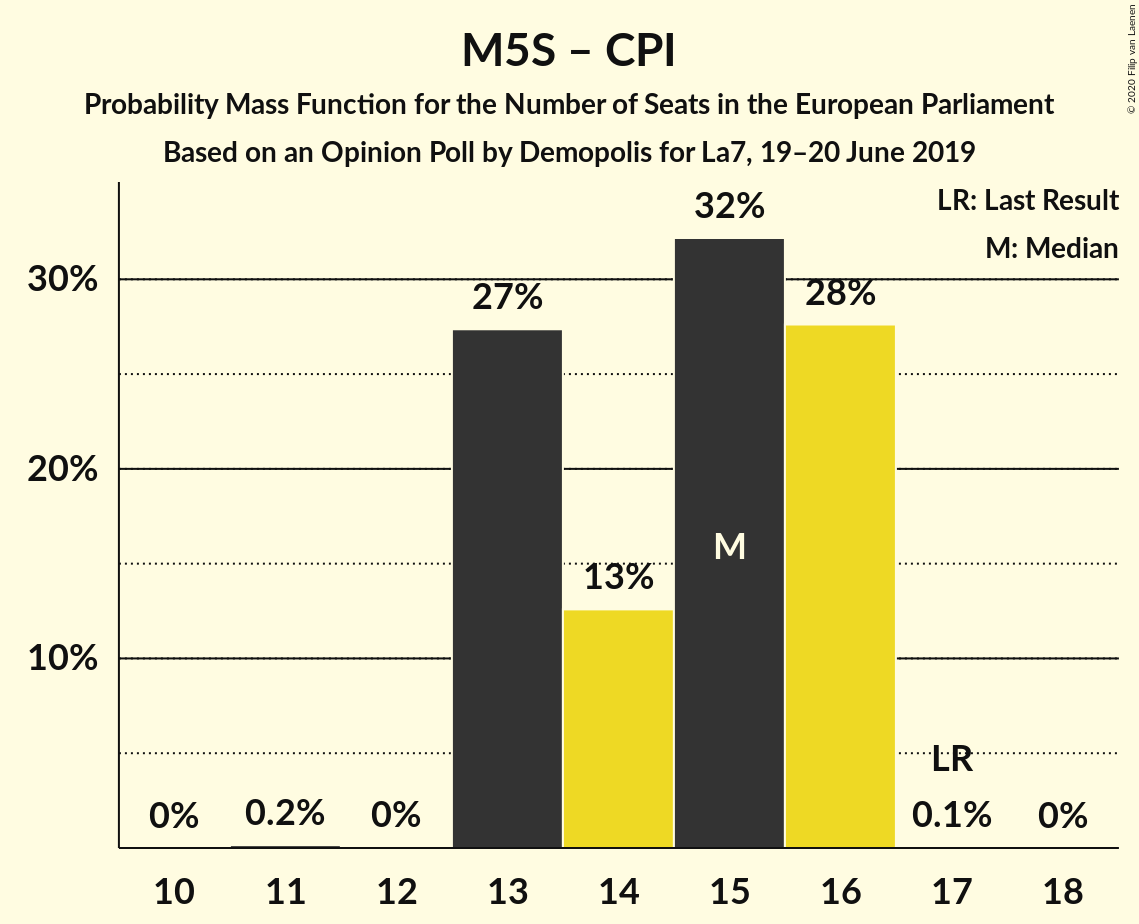 M5S – CPI
Probability Mass Function for the Number of Seats in the European Parliament
Based on an Opinion Poll by Demopolis for La7, 19–20 June 2019
© 2020 Filip van Laenen
LR: Last Result
M: Median
30%
20%
10%
0%
0.2%
0%
27%
13%
32%
M
28%
LR
0.1%
0%
10 11 12 13 14 15 16 17 18